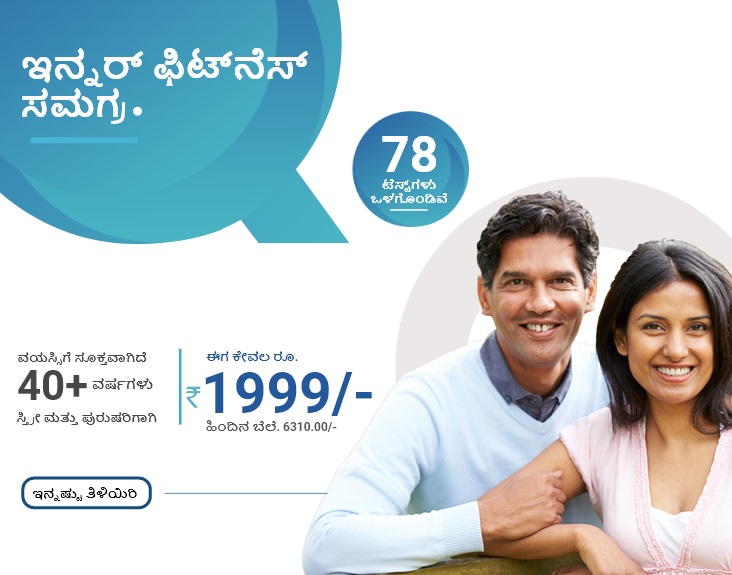 ಇನ್ನರ್ ಫಿಟ್‌ನೆಸ್
ಸಮಗ್ರ.
78
ಟೆಸ್ಟ್‌ಗಳು
ಒಳಗೊಂಡಿವೆ
ವಯಸ್ಸಿಗೆ ಸೂಕ್ತವಾಗಿದೆ
40+ ವರ್ಷಗಳು
ಸ್ತ್ರೀ ಮತ್ತು ಪುರುಷರಿಗಾಗಿ
ಈಗ ಕೇವಲ ರೂ.
₹1999/-
ಹಿಂದಿನ ಬೆಲೆ. 6310.00/-
ಇನ್ನಷ್ಟು ತಿಳಿಯಿರಿ